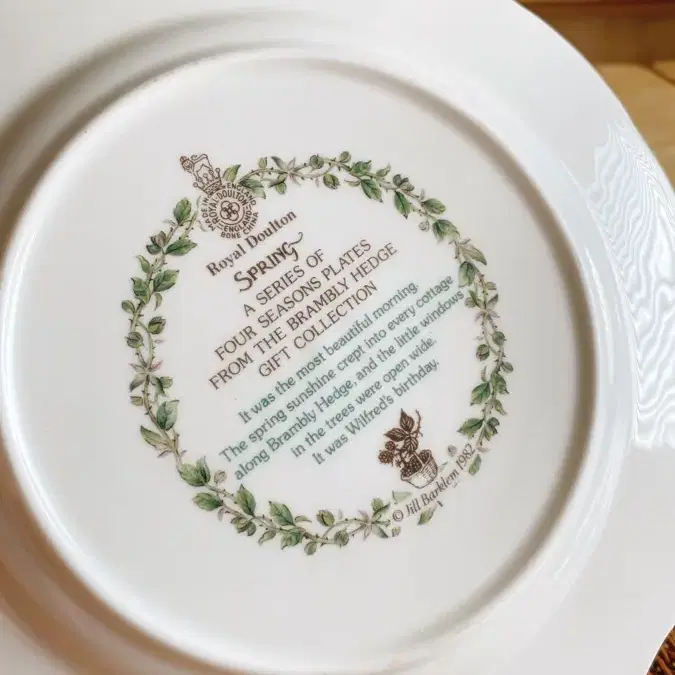 MADE IN ENGLAND
ROYAL DOULTON
ENGLAND
BONE CHINA
Royal Doulton
SPRING
A SERIES OF
FOUR SEASONS PLATES
FROM THE BRAMBLY HEDGE
GIFT COLLECTION
It was the most beautiful morning.
The spring sunshine crept into every cottage
along Brambly Hedge, and the little windows
in the trees were open wide.
It was Wilfred's birthday.
© Jill Barklem 1982